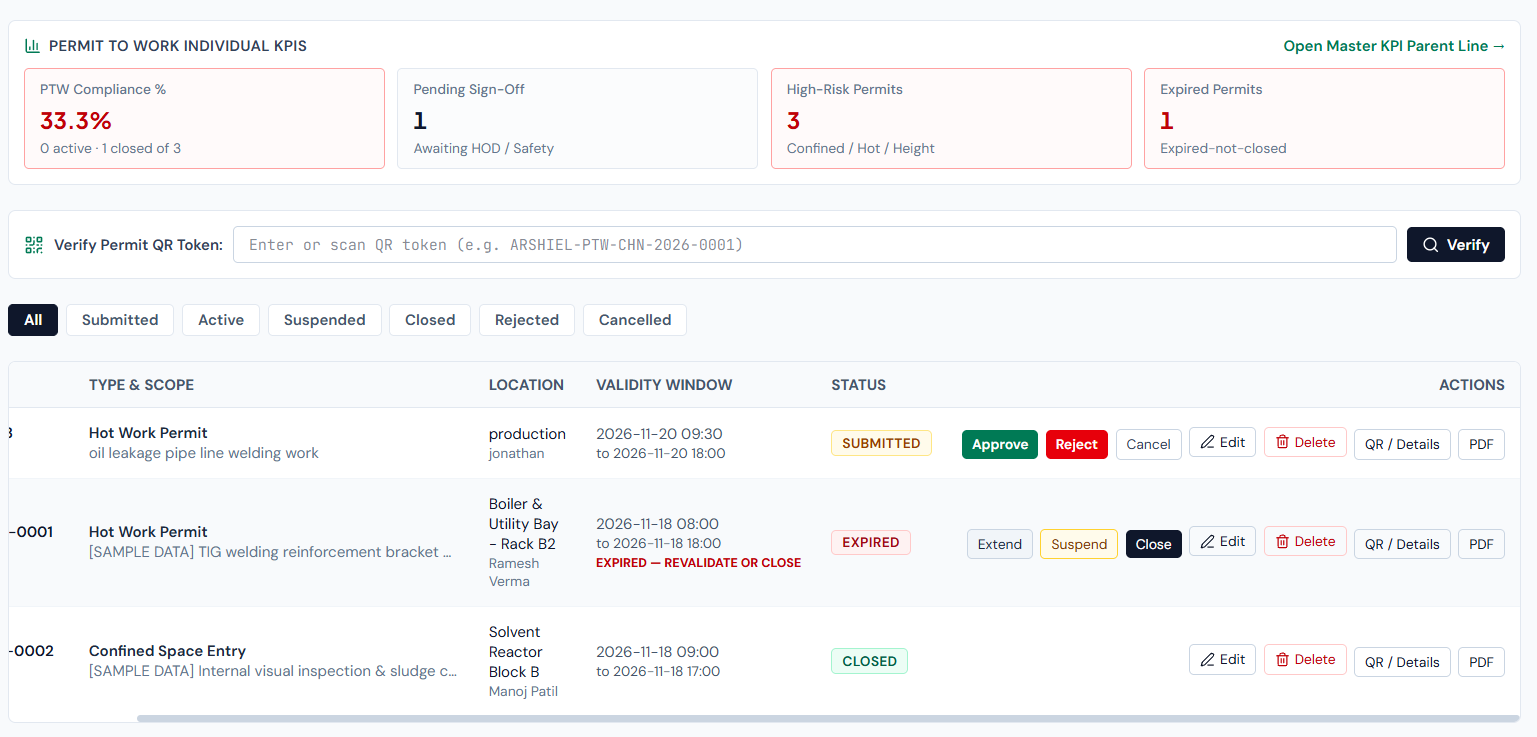 PERMIT TO WORK INDIVIDUAL KPIS
Open Master KPI Parent Line →
PTW Compliance %
33.3%
0 active · 1 closed of 3
Pending Sign-Off
1
Awaiting HOD / Safety
High-Risk Permits
3
Confined / Hot / Height
Expired Permits
1
Expired-not-closed
Verify Permit QR Token:
Enter or scan QR token (e.g. ARSHIEL-PTW-CHN-2026-0001)
Verify
All
Submitted
Active
Suspended
Closed
Rejected
Cancelled
TYPE & SCOPE
LOCATION
VALIDITY WINDOW
STATUS
ACTIONS
Hot Work Permit
oil leakage pipe line welding work
production
jonathan
2026-11-20 09:30
to 2026-11-20 18:00
SUBMITTED
Approve
Reject
Cancel
Edit
Delete
QR / Details
PDF
-0001
Hot Work Permit
[SAMPLE DATA] TIG welding reinforcement bracket ...
Boiler &
Utility Bay
- Rack B2
Ramesh
Verma
2026-11-18 08:00
to 2026-11-18 18:00
EXPIRED — REVALIDATE OR CLOSE
EXPIRED
Extend
Suspend
Close
Edit
Delete
QR / Details
PDF
-0002
Confined Space Entry
[SAMPLE DATA] Internal visual inspection & sludge c...
Solvent
Reactor
Block B
Manoj Patil
2026-11-18 09:00
to 2026-11-18 17:00
CLOSED
Edit
Delete
QR / Details
PDF